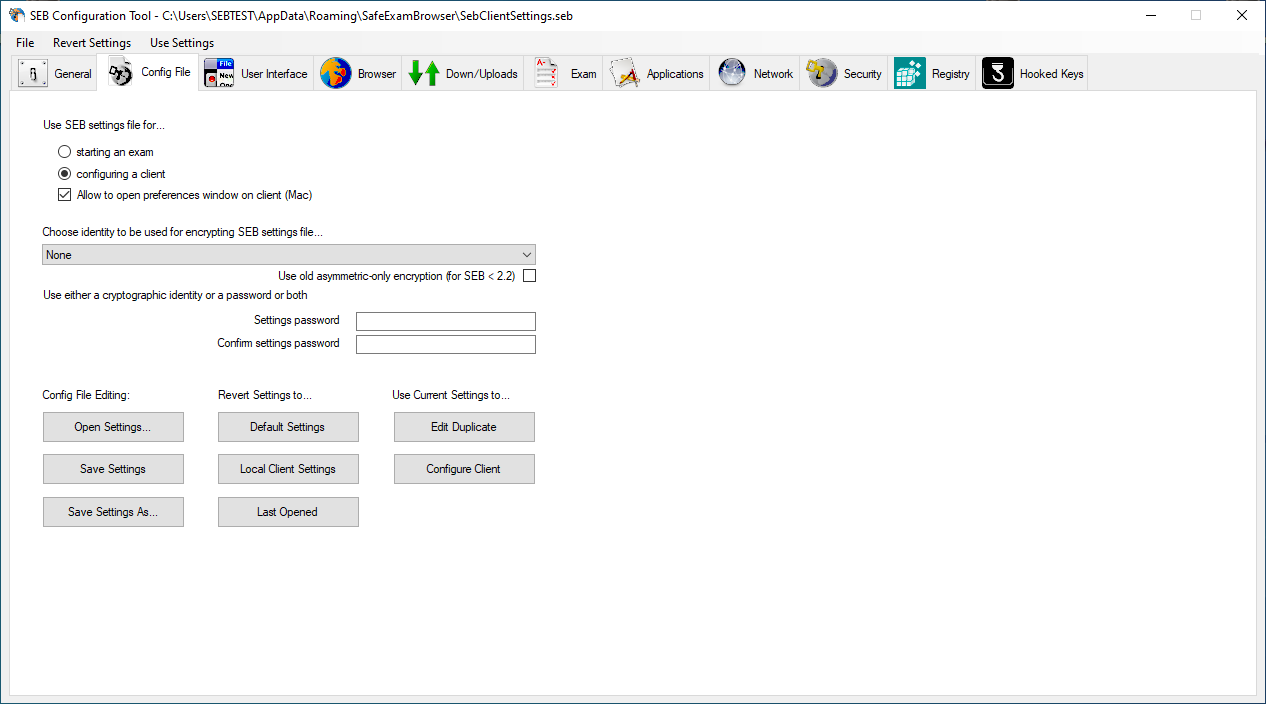 SEB Configuration Tool - C:\Users\SEBTEST\AppData\Roaming\SafeExamBrowser\SebClientSettings.seb
File Revert Settings Use Settings
General Config File User Interface Browser Down/Uploads Exam Applications Network Security Registry Hooked Keys
Use SEB settings file for...
starting an exam
configuring a client
Allow to open preferences window on client (Mac)
Choose identity to be used for encrypting SEB settings file...
None
Use old asymmetric-only encryption (for SEB < 2.2)
Use either a cryptographic identity or a password or both
Settings password
Confirm settings password
Config File Editing: Revert Settings to... Use Current Settings to...
Open Settings... Default Settings Edit Duplicate
Save Settings Local Client Settings Configure Client
Save Settings As... Last Opened